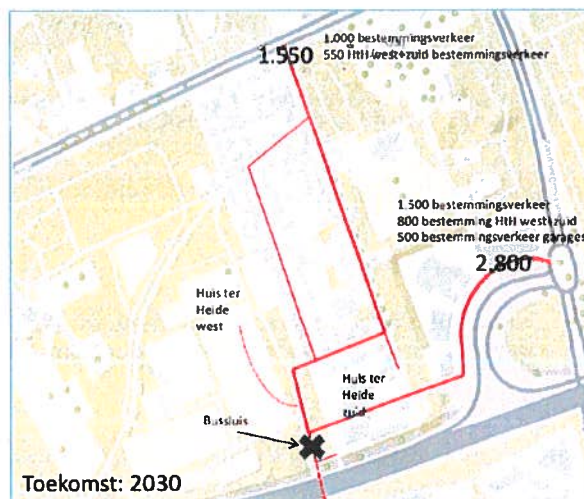 1.000 bestemmingsverkeer
1.550
550 HtH west+zuid bestemmingsverkeer
1.500 bestemmingsverkeer
800 bestemming HtH west+zuid
500 bestemmingsverkeer garages
2.800
Huis ter
Heide
west
Huis ter
Heide
zuid
Bussluis
Toekomst: 2030